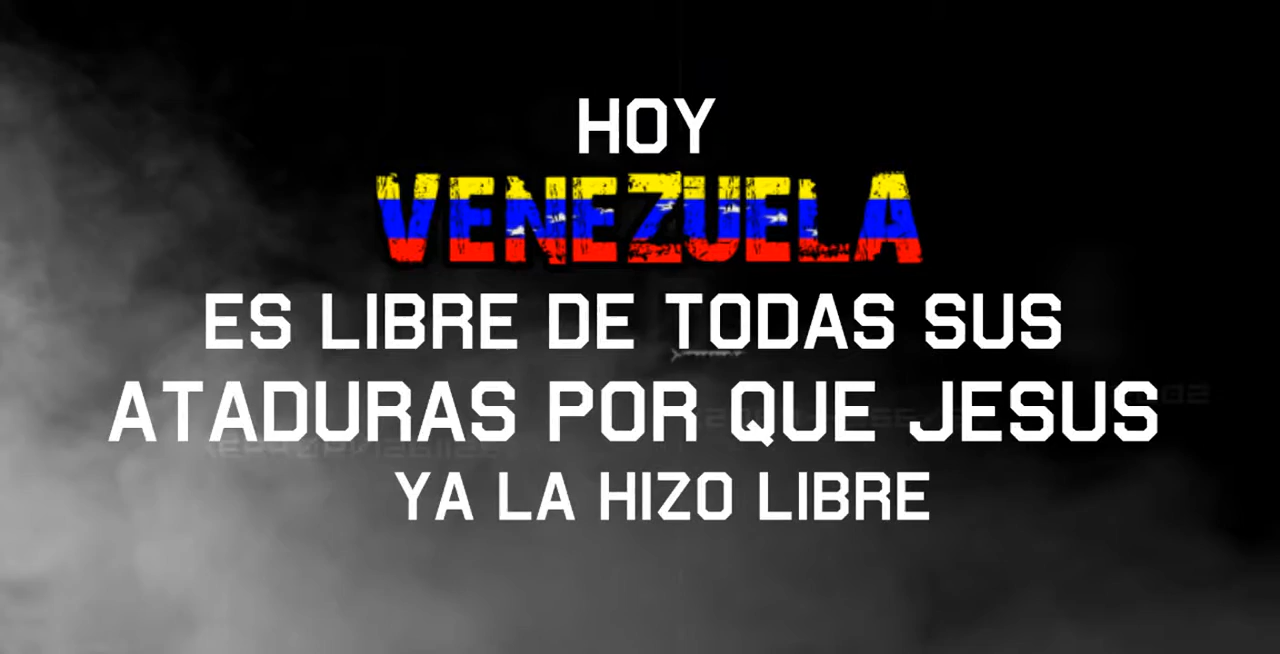 HOY
VENEZUELA
ES LIBRE DE TODAS SUS
ATADURAS POR QUE JESUS
YA LA HIZO LIBRE